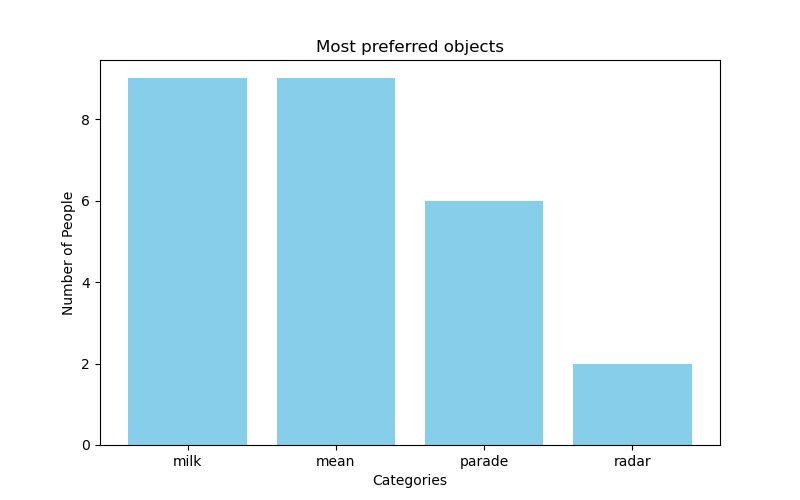 Most preferred objects
Number of People
8
6
4
2
0
milk mean parade radar
Categories